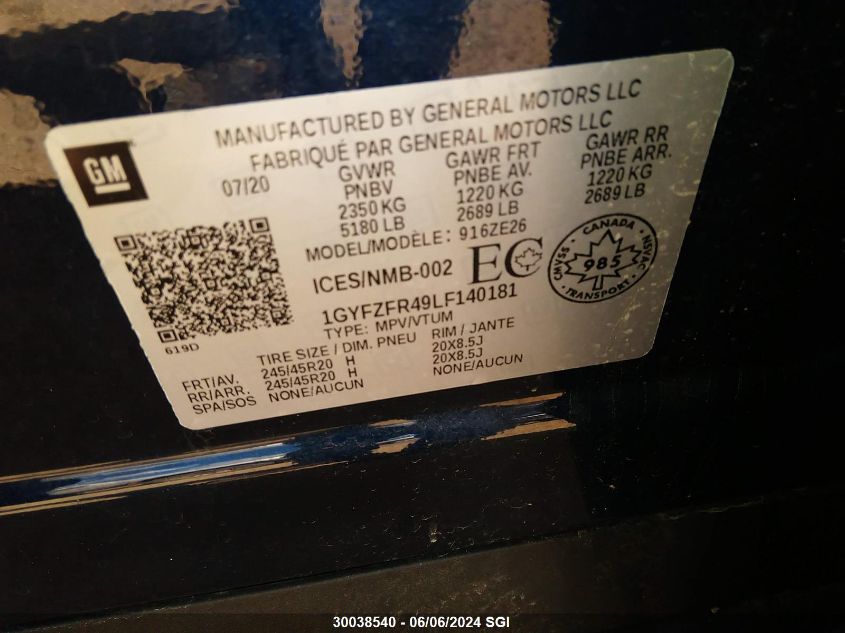 GM
MANUFACTURED BY GENERAL MOTORS LLC
FABRIQUÉ PAR GENERAL MOTORS LLC
07/20 GVWR GAWR FRT GAWR RR
PNBV PNBE AV. PNBE ARR.
2350 KG 1220 KG 1220 KG
5180 LB 2689 LB 2689 LB
MODEL/MODÈLE: 916ZE26
ICES/NMB-002 EC
CANADA
CMVSS 985 NSVAC
TRANSPORT
1GYFZFR49LF140181
TYPE: MPV/VTUM
619D
TIRE SIZE / DIM. PNEU RIM / JANTE
FRT/AV. 245/45R20 H 20X8.5J
RR/ARR. 245/45R20 H 20X8.5J
SPA/SOS NONE/AUCUN NONE/AUCUN
30038540 - 06/06/2024 SGI